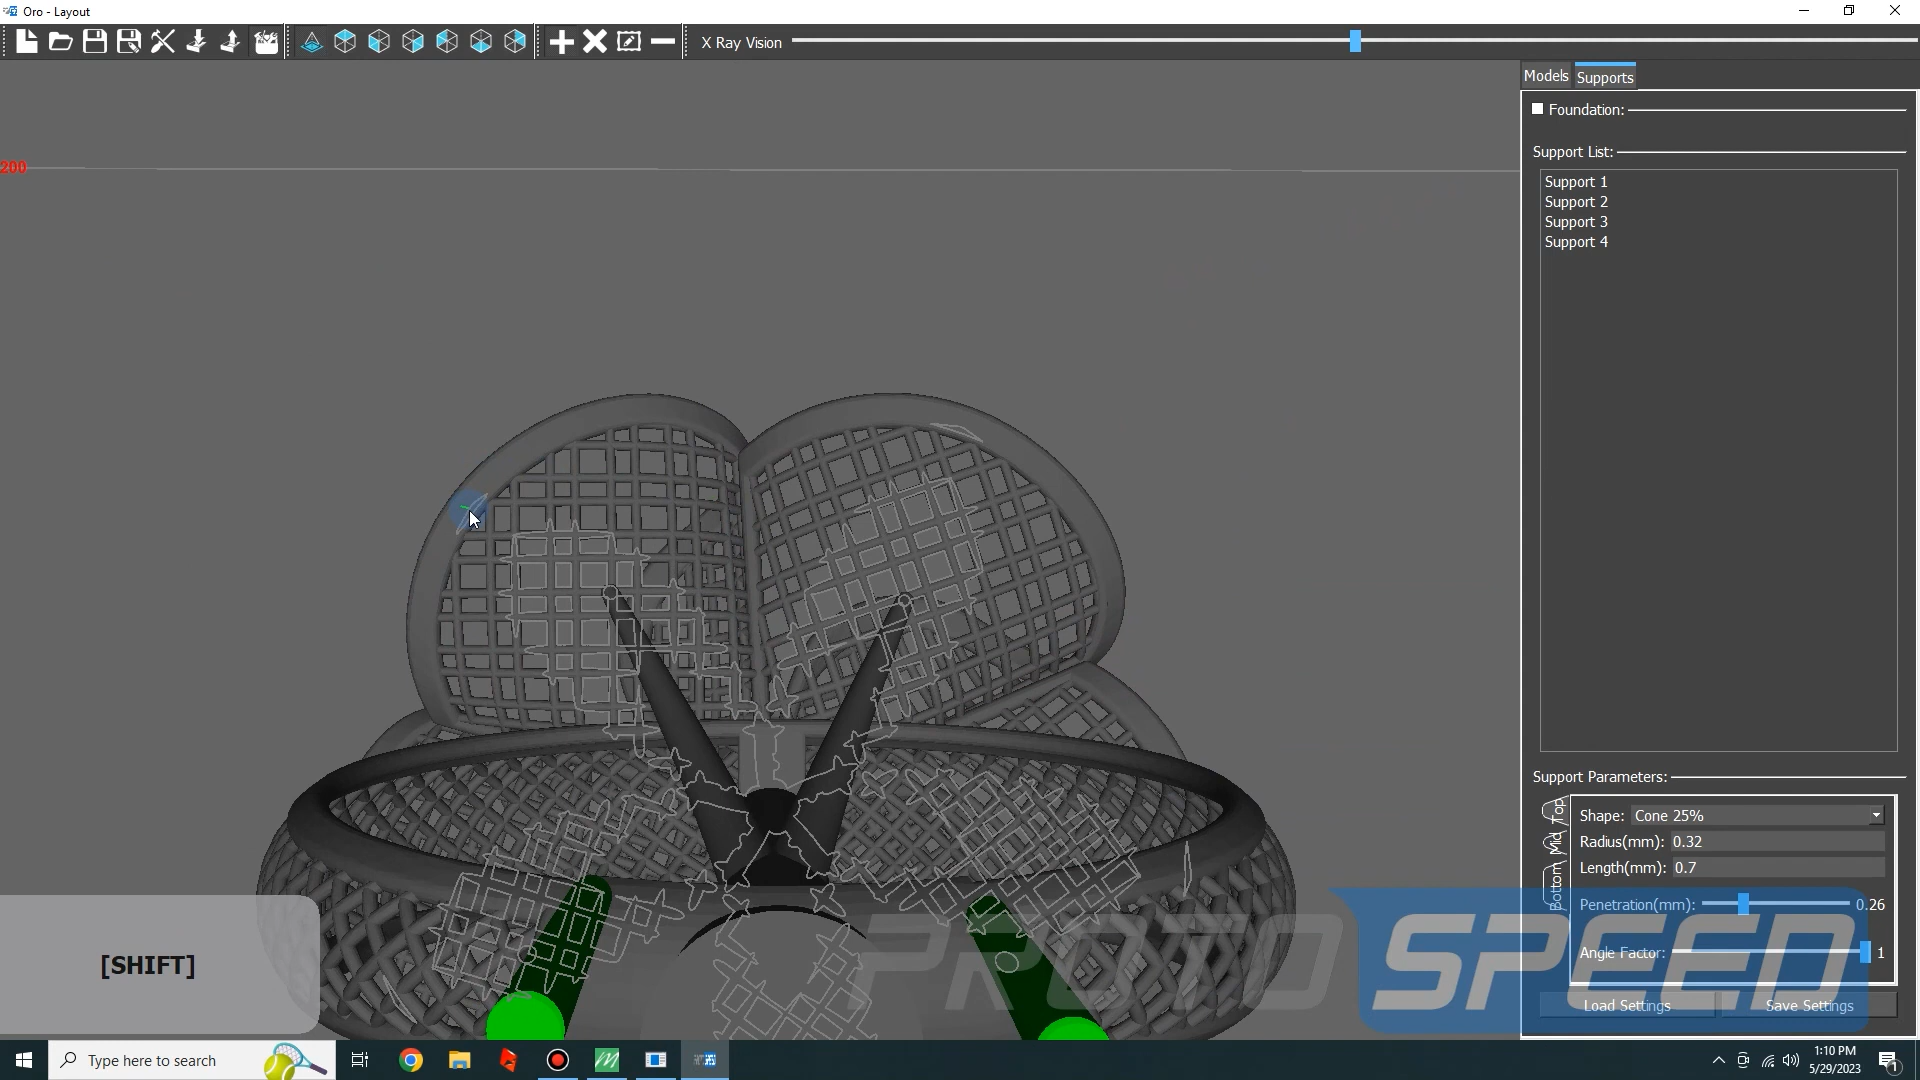 Oro - Layout
X Ray Vision
Models Supports
Foundation:
Support List:
Support 1
Support 2
Support 3
Support 4
200
Support Parameters:
Top
Mid
Bottom
Shape: Cone 25%
Radius(mm): 0.32
Length(mm): 0.7
Penetration(mm): 0.26
Angle Factor: 1
Load Settings Save Settings
PROTO SPEED
[SHIFT]
Type here to search
1:10 PM
5/29/2023
1